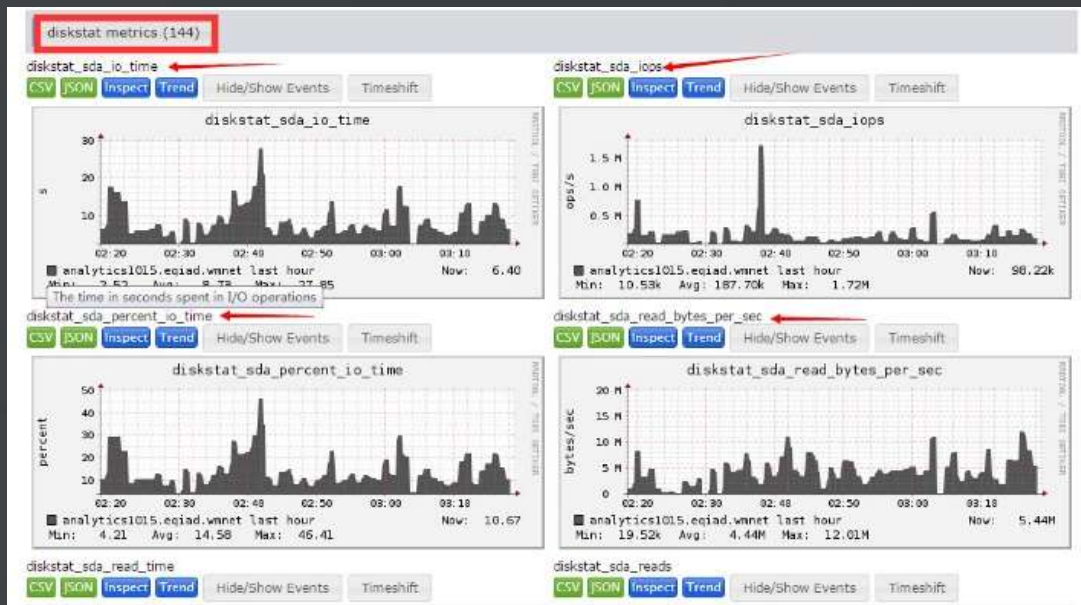 diskstat metrics (144)
diskstat_sda_io_time
CSV JSON Inspect Trend Hide/Show Events Timeshift
diskstat_sda_io_time
30
20
10
s
02:20 02:30 02:40 02:50 03:00 03:10
analytics1015.eqiad.wmnet last hour Now: 6.40
Min: 2.52 Avg: 8.73 Max: 27.85
The time in seconds spent in I/O operations
diskstat_sda_iops
CSV JSON Inspect Trend Hide/Show Events Timeshift
diskstat_sda_iops
1.5 M
1.0 M
0.5 M
ops/s
02:20 02:30 02:40 02:50 03:00 03:10
analytics1015.eqiad.wmnet last hour Now: 98.22k
Min: 10.53k Avg: 187.70k Max: 1.72M
diskstat_sda_percent_io_time
CSV JSON Inspect Trend Hide/Show Events Timeshift
diskstat_sda_percent_io_time
50
40
30
20
10
percent
02:20 02:30 02:40 02:50 03:00 03:10
analytics1015.eqiad.wmnet last hour Now: 10.67
Min: 4.21 Avg: 14.58 Max: 46.41
diskstat_sda_read_bytes_per_sec
CSV JSON Inspect Trend Hide/Show Events Timeshift
diskstat_sda_read_bytes_per_sec
20 M
15 M
10 M
5 M
0
bytes/sec
02:20 02:30 02:40 02:50 03:00 03:10
analytics1015.eqiad.wmnet last hour Now: 5.44M
Min: 19.52k Avg: 4.44M Max: 12.01M
diskstat_sda_read_time
CSV JSON Inspect Trend Hide/Show Events Timeshift
diskstat_sda_reads
CSV JSON Inspect Trend Hide/Show Events Timeshift